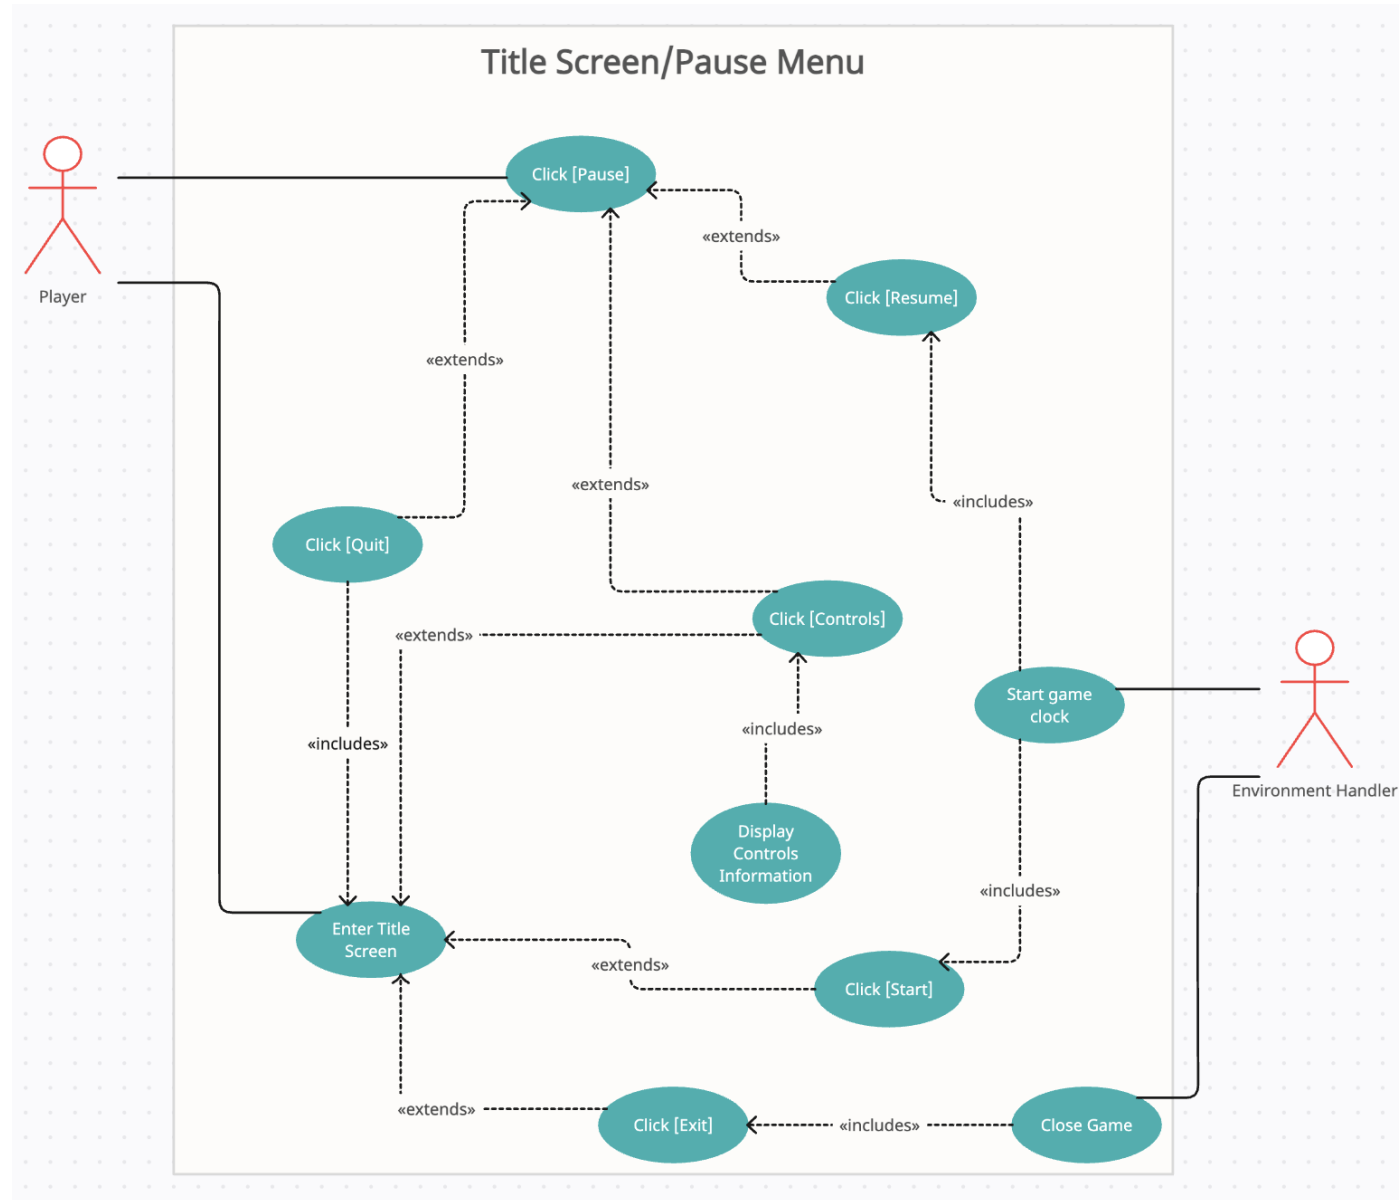 Title Screen/Pause Menu
Click [Pause]
«extends»
Click [Resume]
Player
«extends»
«extends»
«includes»
Click [Quit]
Click [Controls]
«extends»
Start game
clock
«includes»
«includes»
Environment Handler
Display
Controls
Information
«includes»
Enter Title
Screen
«extends»
Click [Start]
«extends»
Click [Exit]
«includes»
Close Game